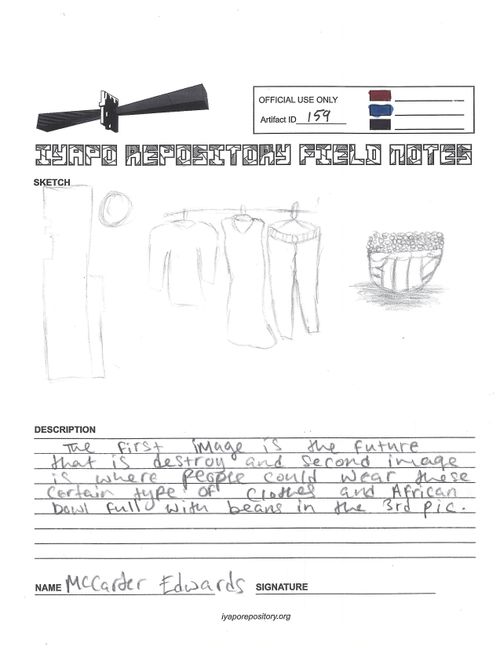 OFFICIAL USE ONLY
Artifact ID 159
IYAPO REPOSITORY FIELD NOTES
SKETCH
DESCRIPTION
The first image is the future
that is destroy and second image
is where people could wear these
certain type of clothes and African
bowl full with beans in the 3rd pic.
NAME McCarder Edwards SIGNATURE
iyaporepository.org